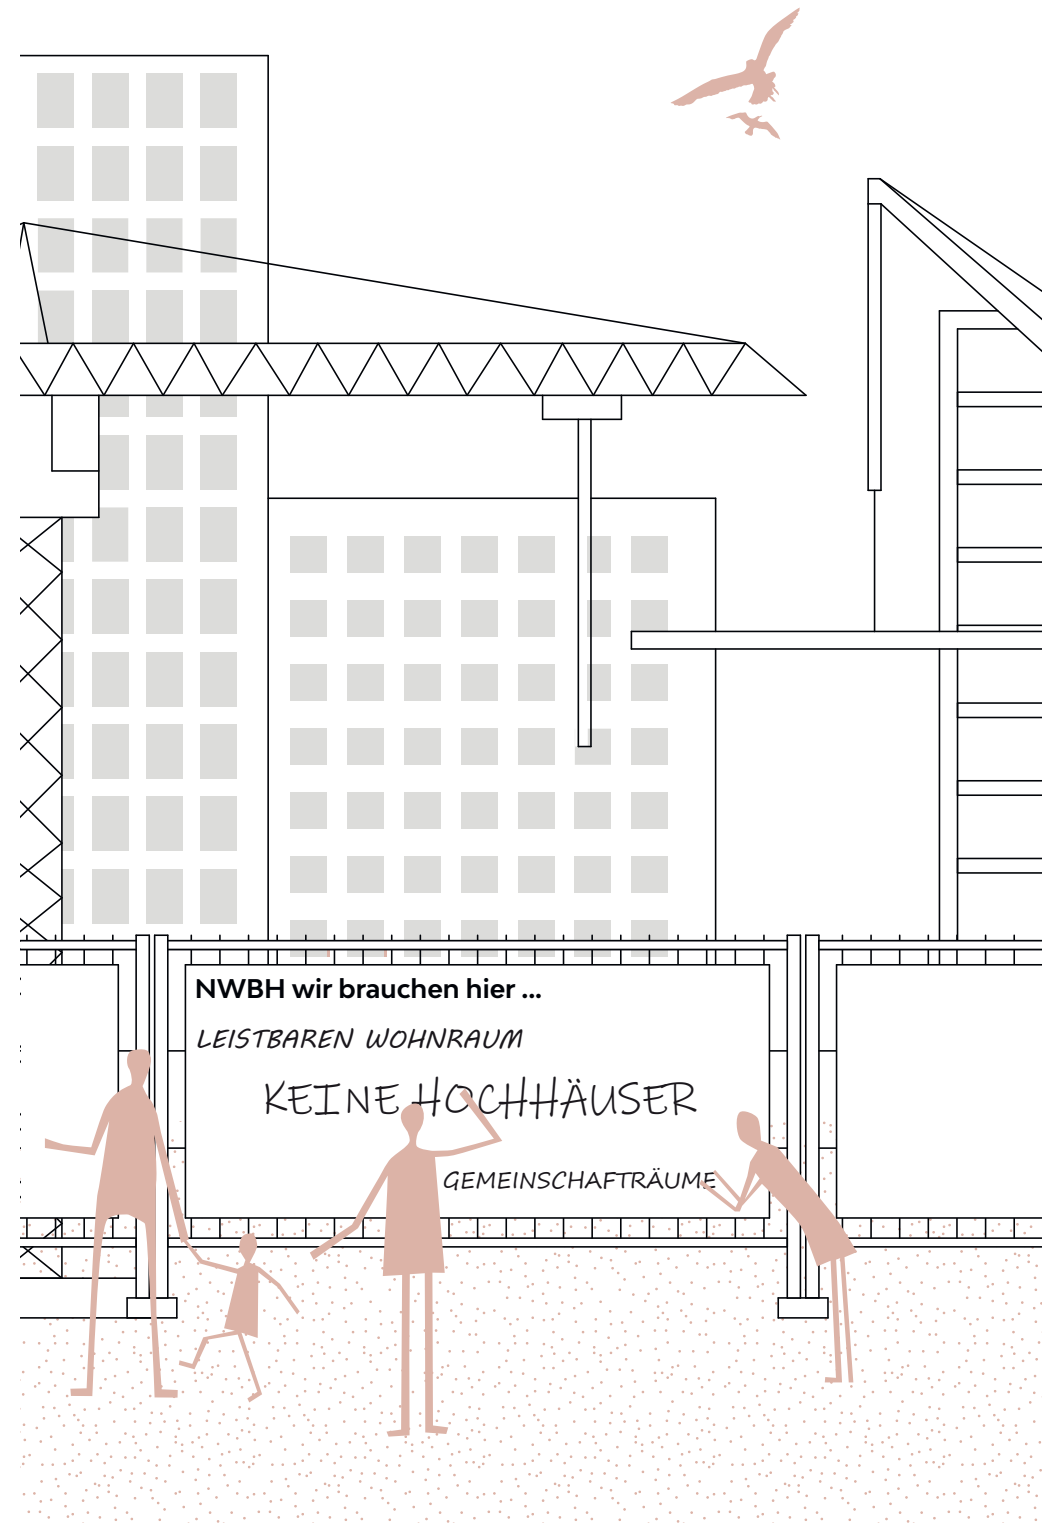 NWBH wir brauchen hier ...
LEISTBAREN WOHNRAUM
KEINE HOCHHÄUSER
GEMEINSCHAFTRÄUME